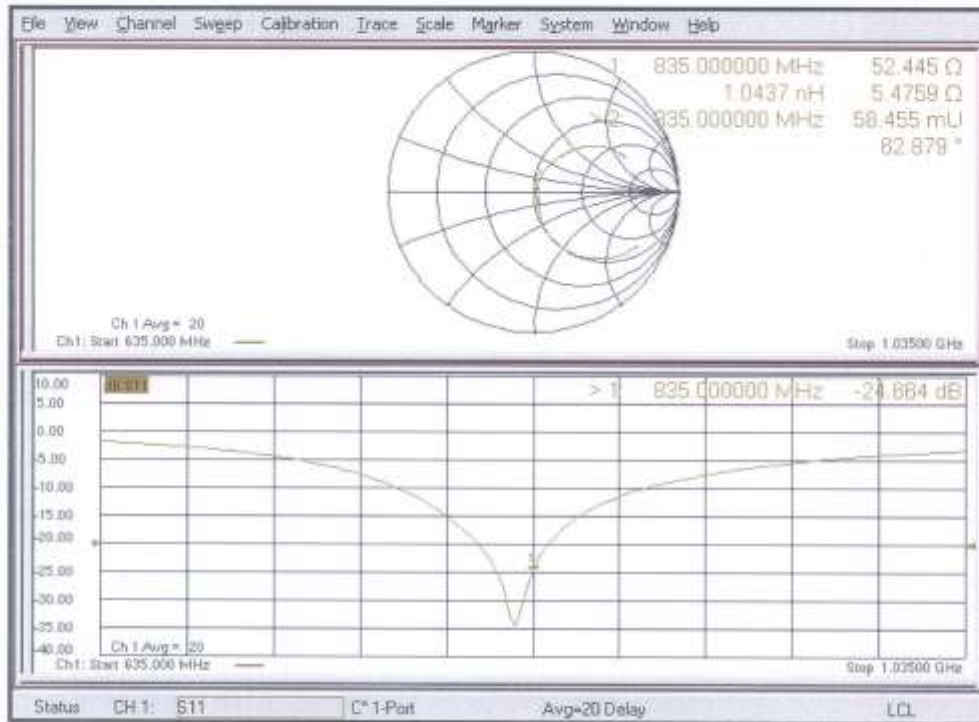 File View Channel Sweep Calibration Trace Scale Marker System Window Help
1: 835.000000 MHz 52.445 Ω
1.0437 nH 5.4759 Ω
> 2: 835.000000 MHz 58.455 mU
82.879 °
Ch 1 Avg = 20
Ch1: Start 635.000 MHz
Stop 1.03500 GHz
10.00
> 1: 835.000000 MHz -24.664 dB
5.00
0.00
-5.00
-10.00
-15.00
-20.00
-25.00
-30.00
-35.00
-40.00
Ch 1 Avg = 20
Ch1: Start 635.000 MHz
Stop 1.03500 GHz
Status CH 1: S11 C* 1-Port Avg=20 Delay LCL